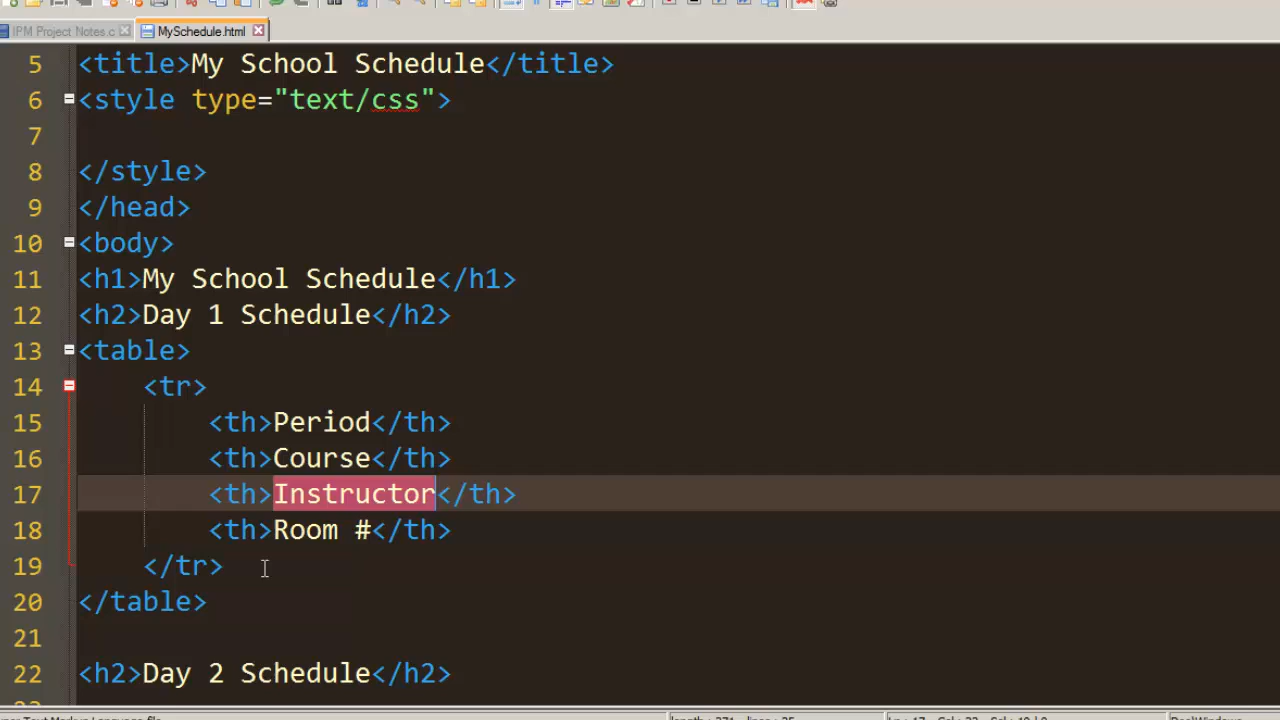 IPM Project Notes.c MySchedule.html
5 <title>My School Schedule</title>
6 <style type="text/css">
7
8 </style>
9 </head>
10 <body>
11 <h1>My School Schedule</h1>
12 <h2>Day 1 Schedule</h2>
13 <table>
14 <tr>
15 <th>Period</th>
16 <th>Course</th>
17 <th>Instructor</th>
18 <th>Room #</th>
19 </tr>
20 </table>
21
22 <h2>Day 2 Schedule</h2>